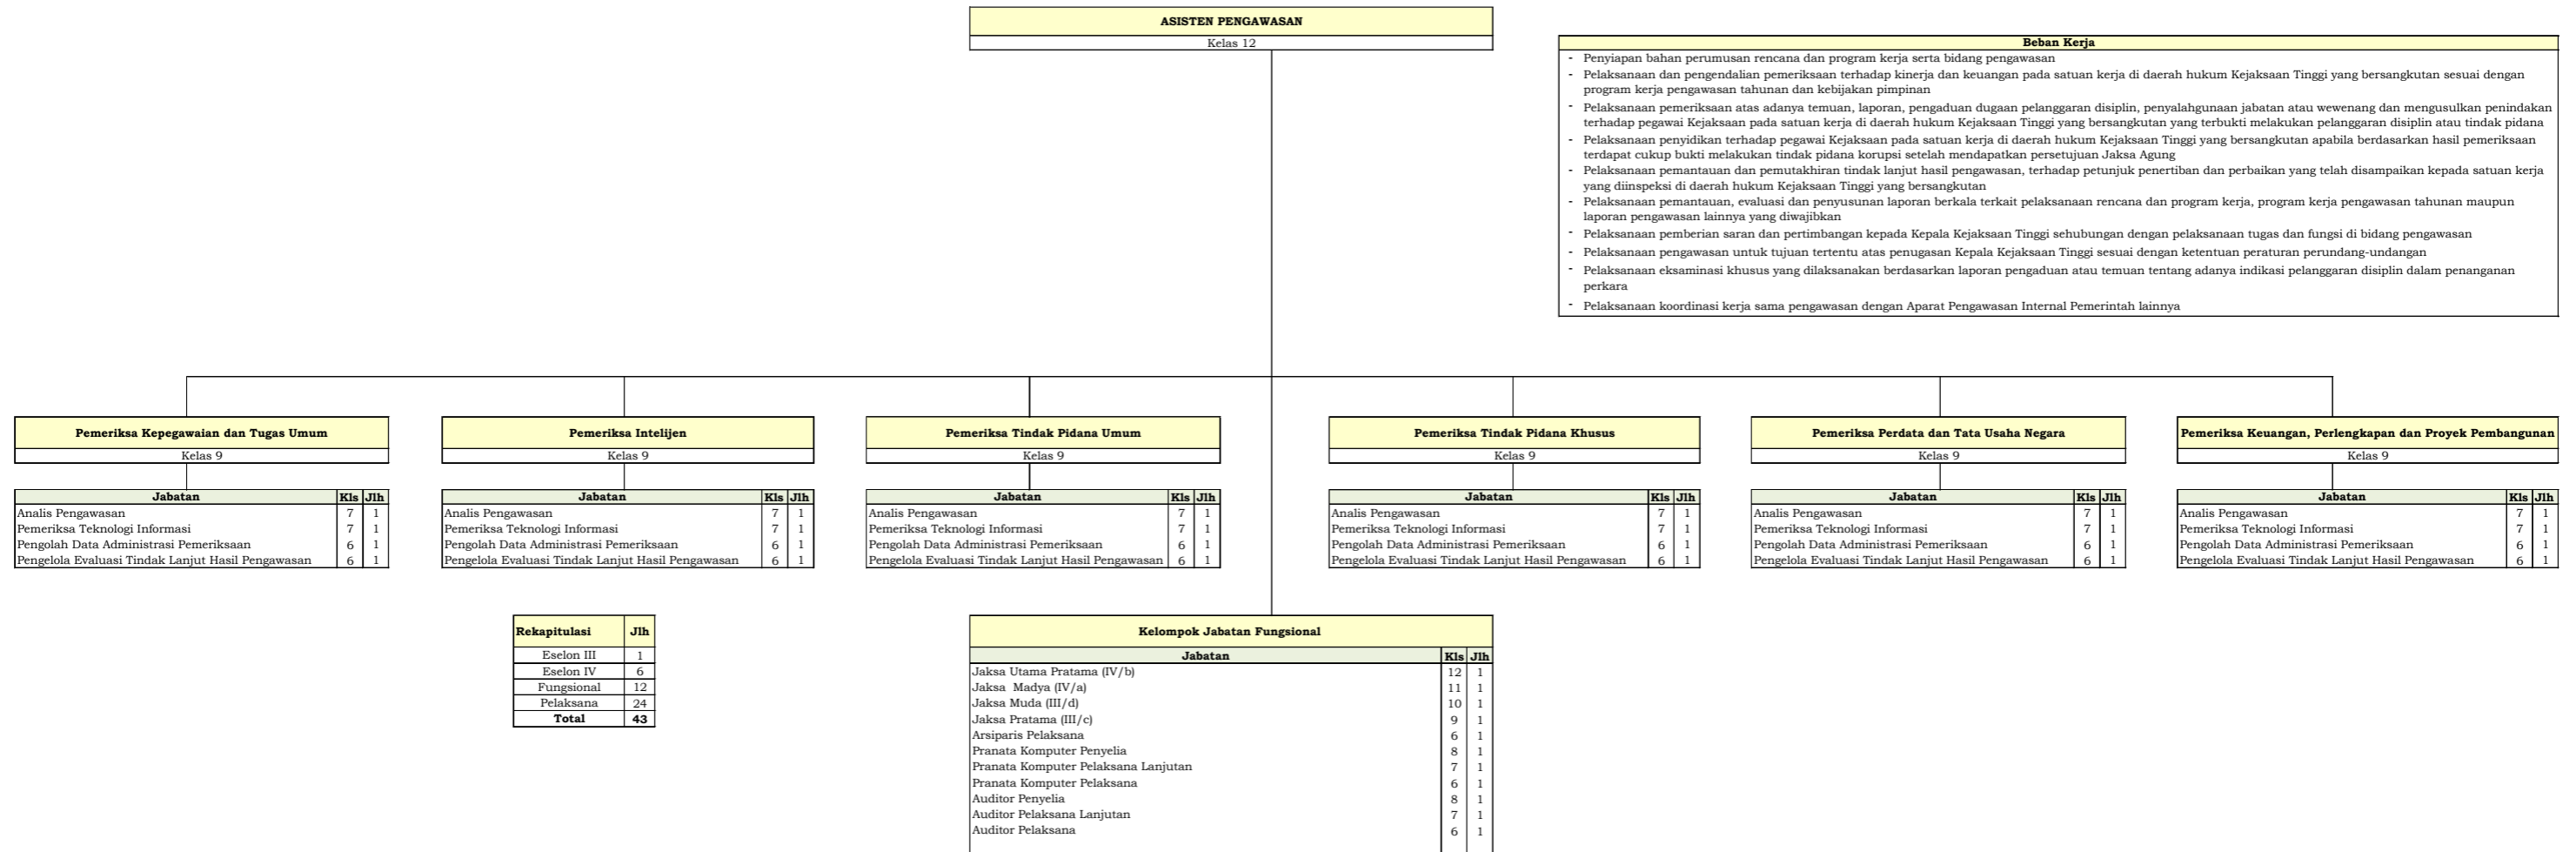 ASISTEN PENGAWASAN
Kelas 12
Beban Kerja
- Penyiapan bahan perumusan rencana dan program kerja serta bidang pengawasan
- Pelaksanaan dan pengendalian pemeriksaan terhadap kinerja dan keuangan pada satuan kerja di daerah hukum Kejaksaan Tinggi yang bersangkutan sesuai dengan
program kerja pengawasan tahunan dan kebijakan pimpinan
- Pelaksanaan pemeriksaan atas adanya temuan, laporan, pengaduan dugaan pelanggaran disiplin, penyalahgunaan jabatan atau wewenang dan mengusulkan penindakan
terhadap pegawai Kejaksaan pada satuan kerja di daerah hukum Kejaksaan Tinggi yang bersangkutan yang terbukti melakukan pelanggaran disiplin atau tindak pidana
- Pelaksanaan penyidikan terhadap pegawai Kejaksaan pada satuan kerja di daerah hukum Kejaksaan Tinggi yang bersangkutan apabila berdasarkan hasil pemeriksaan
terdapat cukup bukti melakukan tindak pidana korupsi setelah mendapatkan persetujuan Jaksa Agung
- Pelaksanaan pemantauan dan pemutakhiran tindak lanjut hasil pengawasan, terhadap petunjuk penertiban dan perbaikan yang telah disampaikan kepada satuan kerja
yang diinspeksi di daerah hukum Kejaksaan Tinggi yang bersangkutan
- Pelaksanaan pemantauan, evaluasi dan penyusunan laporan berkala terkait pelaksanaan rencana dan program kerja, program kerja pengawasan tahunan maupun
laporan pengawasan lainnya yang diwajibkan
- Pelaksanaan pemberian saran dan pertimbangan kepada Kepala Kejaksaan Tinggi sehubungan dengan pelaksanaan tugas dan fungsi di bidang pengawasan
- Pelaksanaan pengawasan untuk tujuan tertentu atas penugasan Kepala Kejaksaan Tinggi sesuai dengan ketentuan peraturan perundang-undangan
- Pelaksanaan eksaminasi khusus yang dilaksanakan berdasarkan laporan pengaduan atau temuan tentang adanya indikasi pelanggaran disiplin dalam penanganan
perkara
- Pelaksanaan koordinasi kerja sama pengawasan dengan Aparat Pengawasan Internal Pemerintah lainnya
Pemeriksa Kepegawaian dan Tugas Umum
Kelas 9
Jabatan Kls Jlh
Analis Pengawasan 7 1
Pemeriksa Teknologi Informasi 7 1
Pengolah Data Administrasi Pemeriksaan 6 1
Pengelola Evaluasi Tindak Lanjut Hasil Pengawasan 6 1
Pemeriksa Intelijen
Kelas 9
Jabatan Kls Jlh
Analis Pengawasan 7 1
Pemeriksa Teknologi Informasi 7 1
Pengolah Data Administrasi Pemeriksaan 6 1
Pengelola Evaluasi Tindak Lanjut Hasil Pengawasan 6 1
Pemeriksa Tindak Pidana Umum
Kelas 9
Jabatan Kls Jlh
Analis Pengawasan 7 1
Pemeriksa Teknologi Informasi 7 1
Pengolah Data Administrasi Pemeriksaan 6 1
Pengelola Evaluasi Tindak Lanjut Hasil Pengawasan 6 1
Pemeriksa Tindak Pidana Khusus
Kelas 9
Jabatan Kls Jlh
Analis Pengawasan 7 1
Pemeriksa Teknologi Informasi 7 1
Pengolah Data Administrasi Pemeriksaan 6 1
Pengelola Evaluasi Tindak Lanjut Hasil Pengawasan 6 1
Pemeriksa Perdata dan Tata Usaha Negara
Kelas 9
Jabatan Kls Jlh
Analis Pengawasan 7 1
Pemeriksa Teknologi Informasi 7 1
Pengolah Data Administrasi Pemeriksaan 6 1
Pengelola Evaluasi Tindak Lanjut Hasil Pengawasan 6 1
Pemeriksa Keuangan, Perlengkapan dan Proyek Pembangunan
Kelas 9
Jabatan Kls Jlh
Analis Pengawasan 7 1
Pemeriksa Teknologi Informasi 7 1
Pengolah Data Administrasi Pemeriksaan 6 1
Pengelola Evaluasi Tindak Lanjut Hasil Pengawasan 6 1
Rekapitulasi Jlh
Eselon III 1
Eselon IV 6
Fungsional 12
Pelaksana 24
Total 43
Kelompok Jabatan Fungsional
Jabatan Kls Jlh
Jaksa Utama Pratama (IV/b) 12 1
Jaksa Madya (IV/a) 11 1
Jaksa Muda (III/d) 10 1
Jaksa Pratama (III/c) 9 1
Arsiparis Pelaksana 6 1
Pranata Komputer Penyelia 8 1
Pranata Komputer Pelaksana Lanjutan 7 1
Pranata Komputer Pelaksana 6 1
Auditor Penyelia 8 1
Auditor Pelaksana Lanjutan 7 1
Auditor Pelaksana 6 1